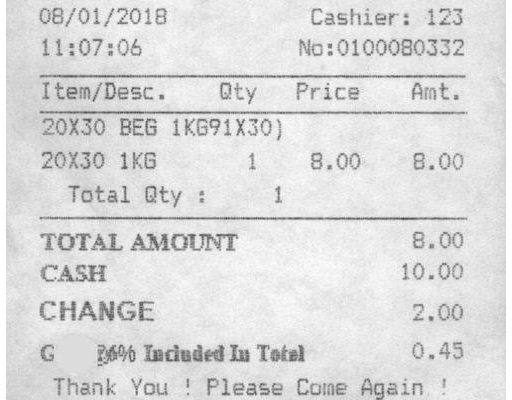 08/01/2018 Cashier: 123
11:07:06 No:0100080332
Item/Desc. Qty Price Amt.
20X30 BEG 1KG91X30)
20X30 1KG 1 8.00 8.00
Total Qty : 1
TOTAL AMOUNT 8.00
CASH 10.00
CHANGE 2.00
G 6% Included In Total 0.45
Thank You ! Please Come Again !